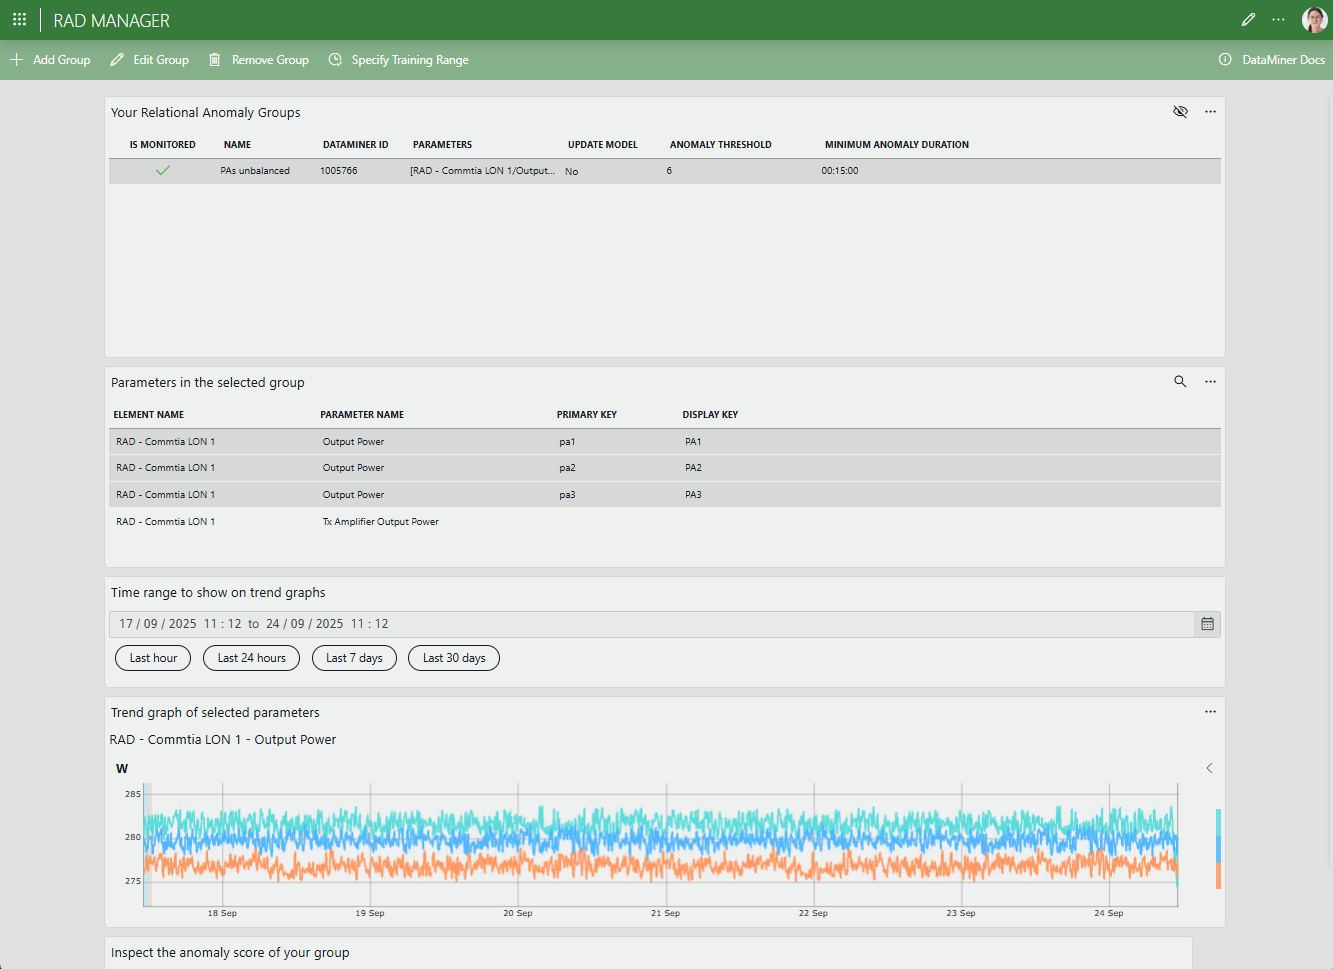 RAD MANAGER
Add Group Edit Group Remove Group Specify Training Range DataMiner Docs
Your Relational Anomaly Groups
IS MONITORED NAME DATAMINER ID PARAMETERS UPDATE MODEL ANOMALY THRESHOLD MINIMUM ANOMALY DURATION
PAs unbalanced 1005766 [RAD - Commtia LON 1/Output... No 6 00:15:00
Parameters in the selected group
ELEMENT NAME PARAMETER NAME PRIMARY KEY DISPLAY KEY
RAD - Commtia LON 1 Output Power pa1 PA1
RAD - Commtia LON 1 Output Power pa2 PA2
RAD - Commtia LON 1 Output Power pa3 PA3
RAD - Commtia LON 1 Tx Amplifier Output Power
Time range to show on trend graphs
17 / 09 / 2025 11 : 12 to 24 / 09 / 2025 11 : 12
Last hour Last 24 hours Last 7 days Last 30 days
Trend graph of selected parameters
RAD - Commtia LON 1 - Output Power
W
285
280
275
18 Sep 19 Sep 20 Sep 21 Sep 22 Sep 23 Sep 24 Sep
Inspect the anomaly score of your group